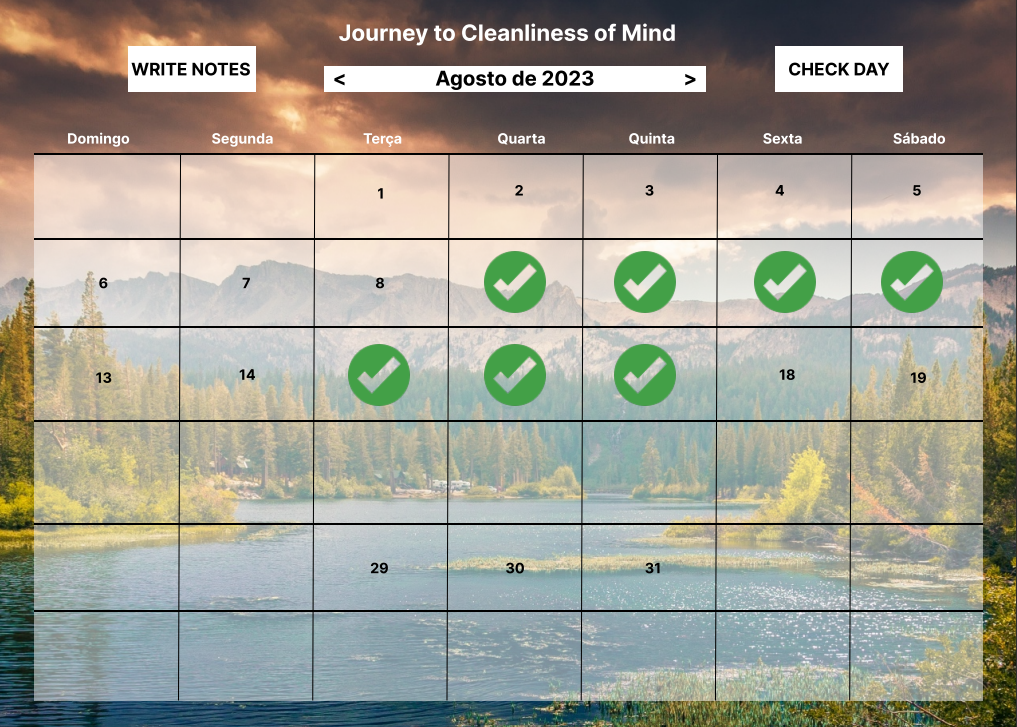 Journey to Cleanliness of Mind
WRITE NOTES
< Agosto de 2023 >
CHECK DAY
Domingo Segunda Terça Quarta Quinta Sexta Sábado
1 2 3 4 5
6 7 8
13 14 18 19
29 30 31